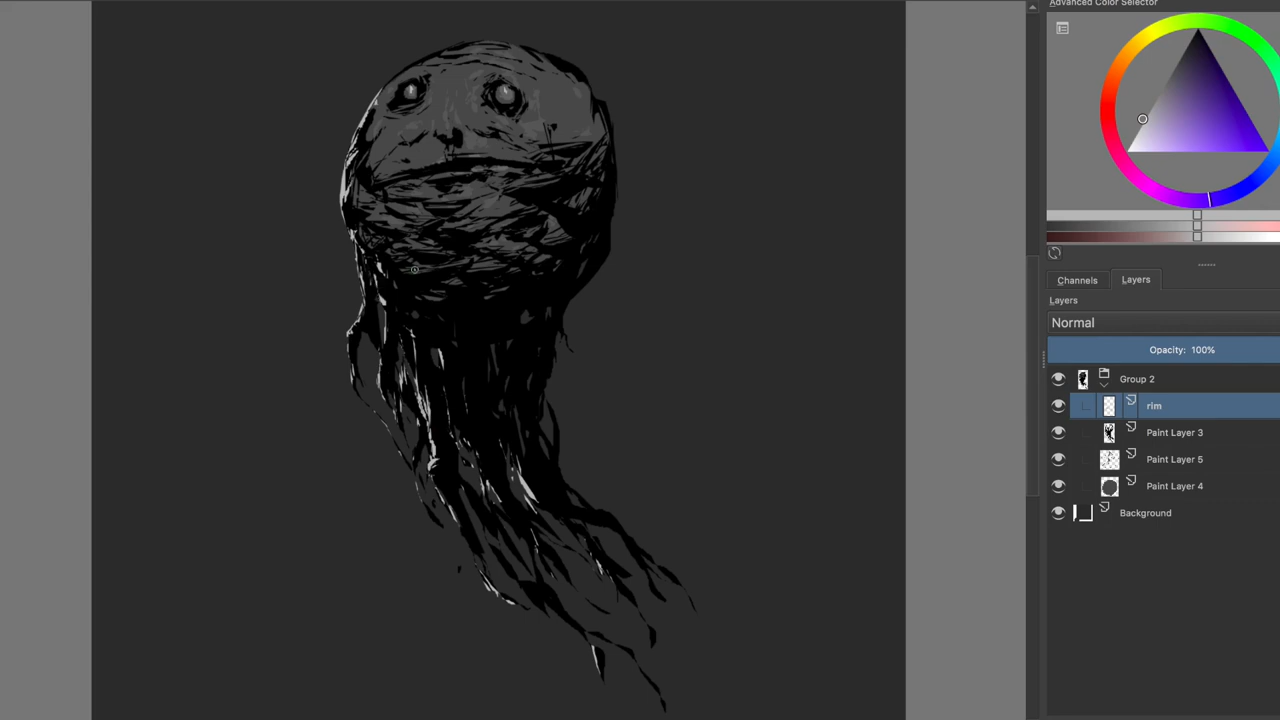 Advanced Color Selector
Channels
Layers
Layers
Normal
Opacity: 100%
Group 2
rim
Paint Layer 3
Paint Layer 5
Paint Layer 4
Background